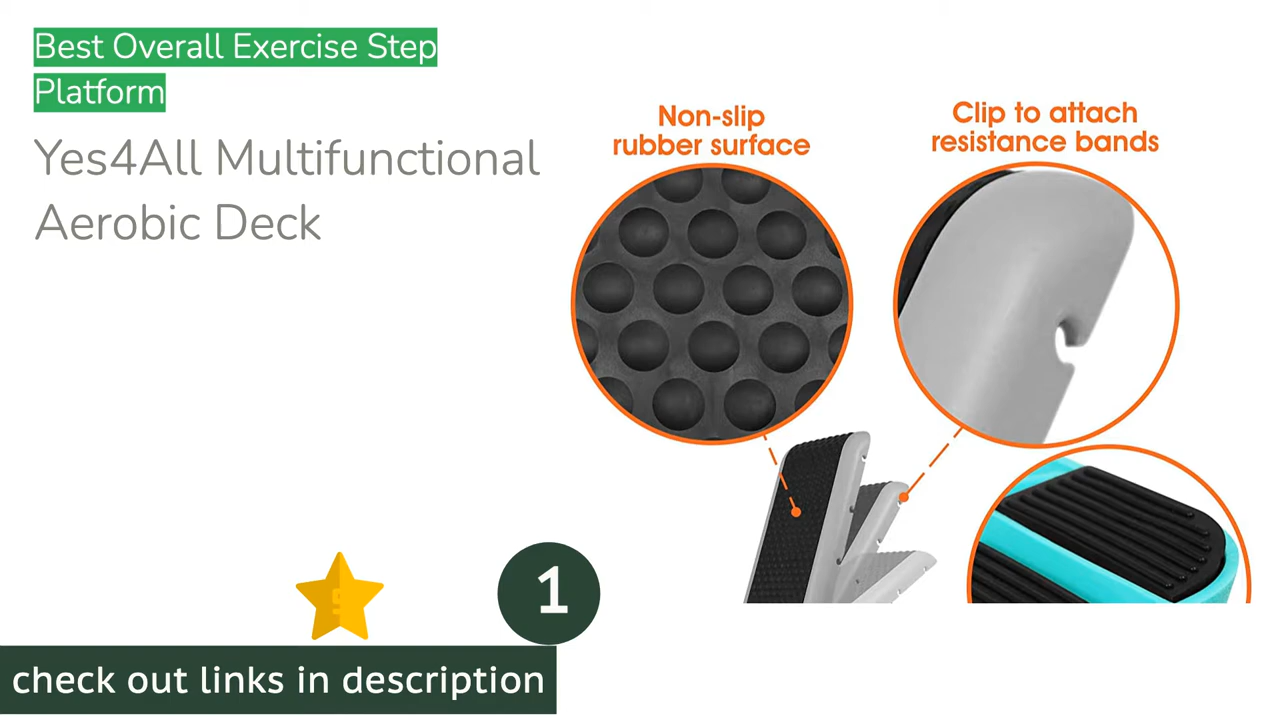 Best Overall Exercise Step
Platform
Yes4All Multifunctional
Aerobic Deck
Non-slip
rubber surface
Clip to attach
resistance bands
1
check out links in description